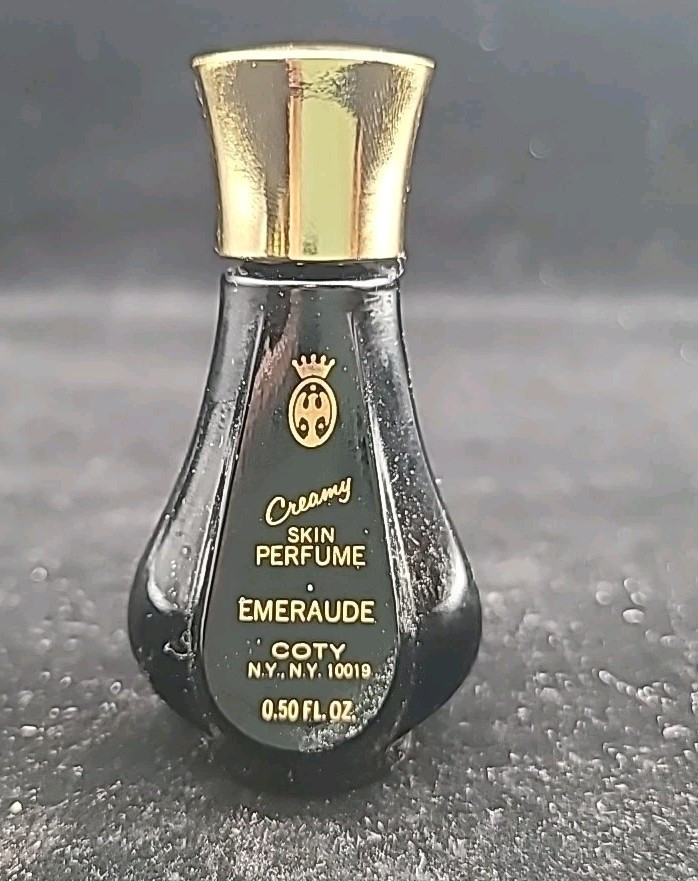 Creamy
SKIN
PERFUME
EMERAUDE
COTY
N.Y., N.Y. 10019
0.50 FL. OZ.